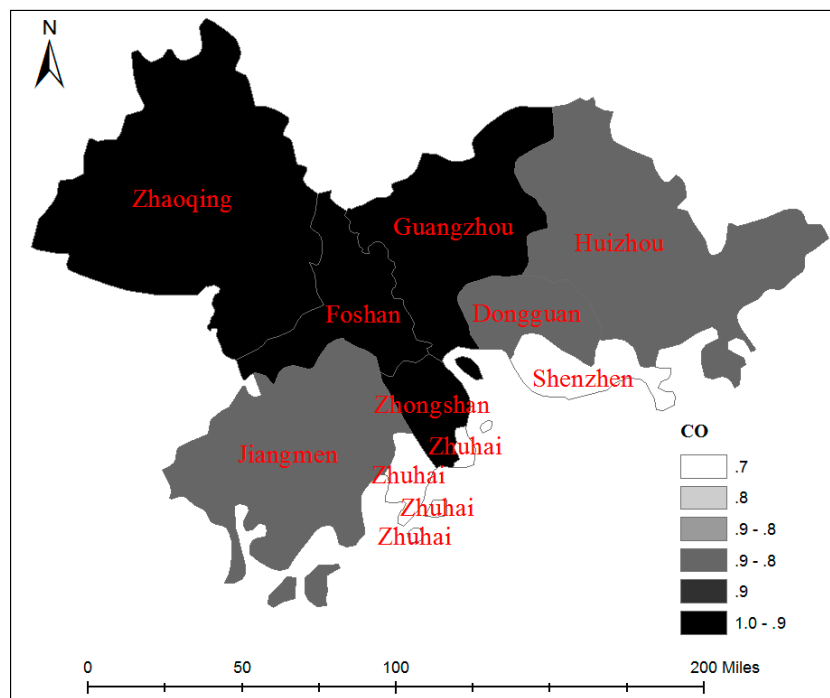 N
Zhaoqing
Guangzhou
Huizhou
Foshan
Dongguan
Shenzhen
Zhongshan
Zhuhai
Jiangmen
Zhuhai
Zhuhai
Zhuhai
CO
.7
.8
.9 - .8
.9 - .8
.9
1.0 - .9
0 50 100 200 Miles